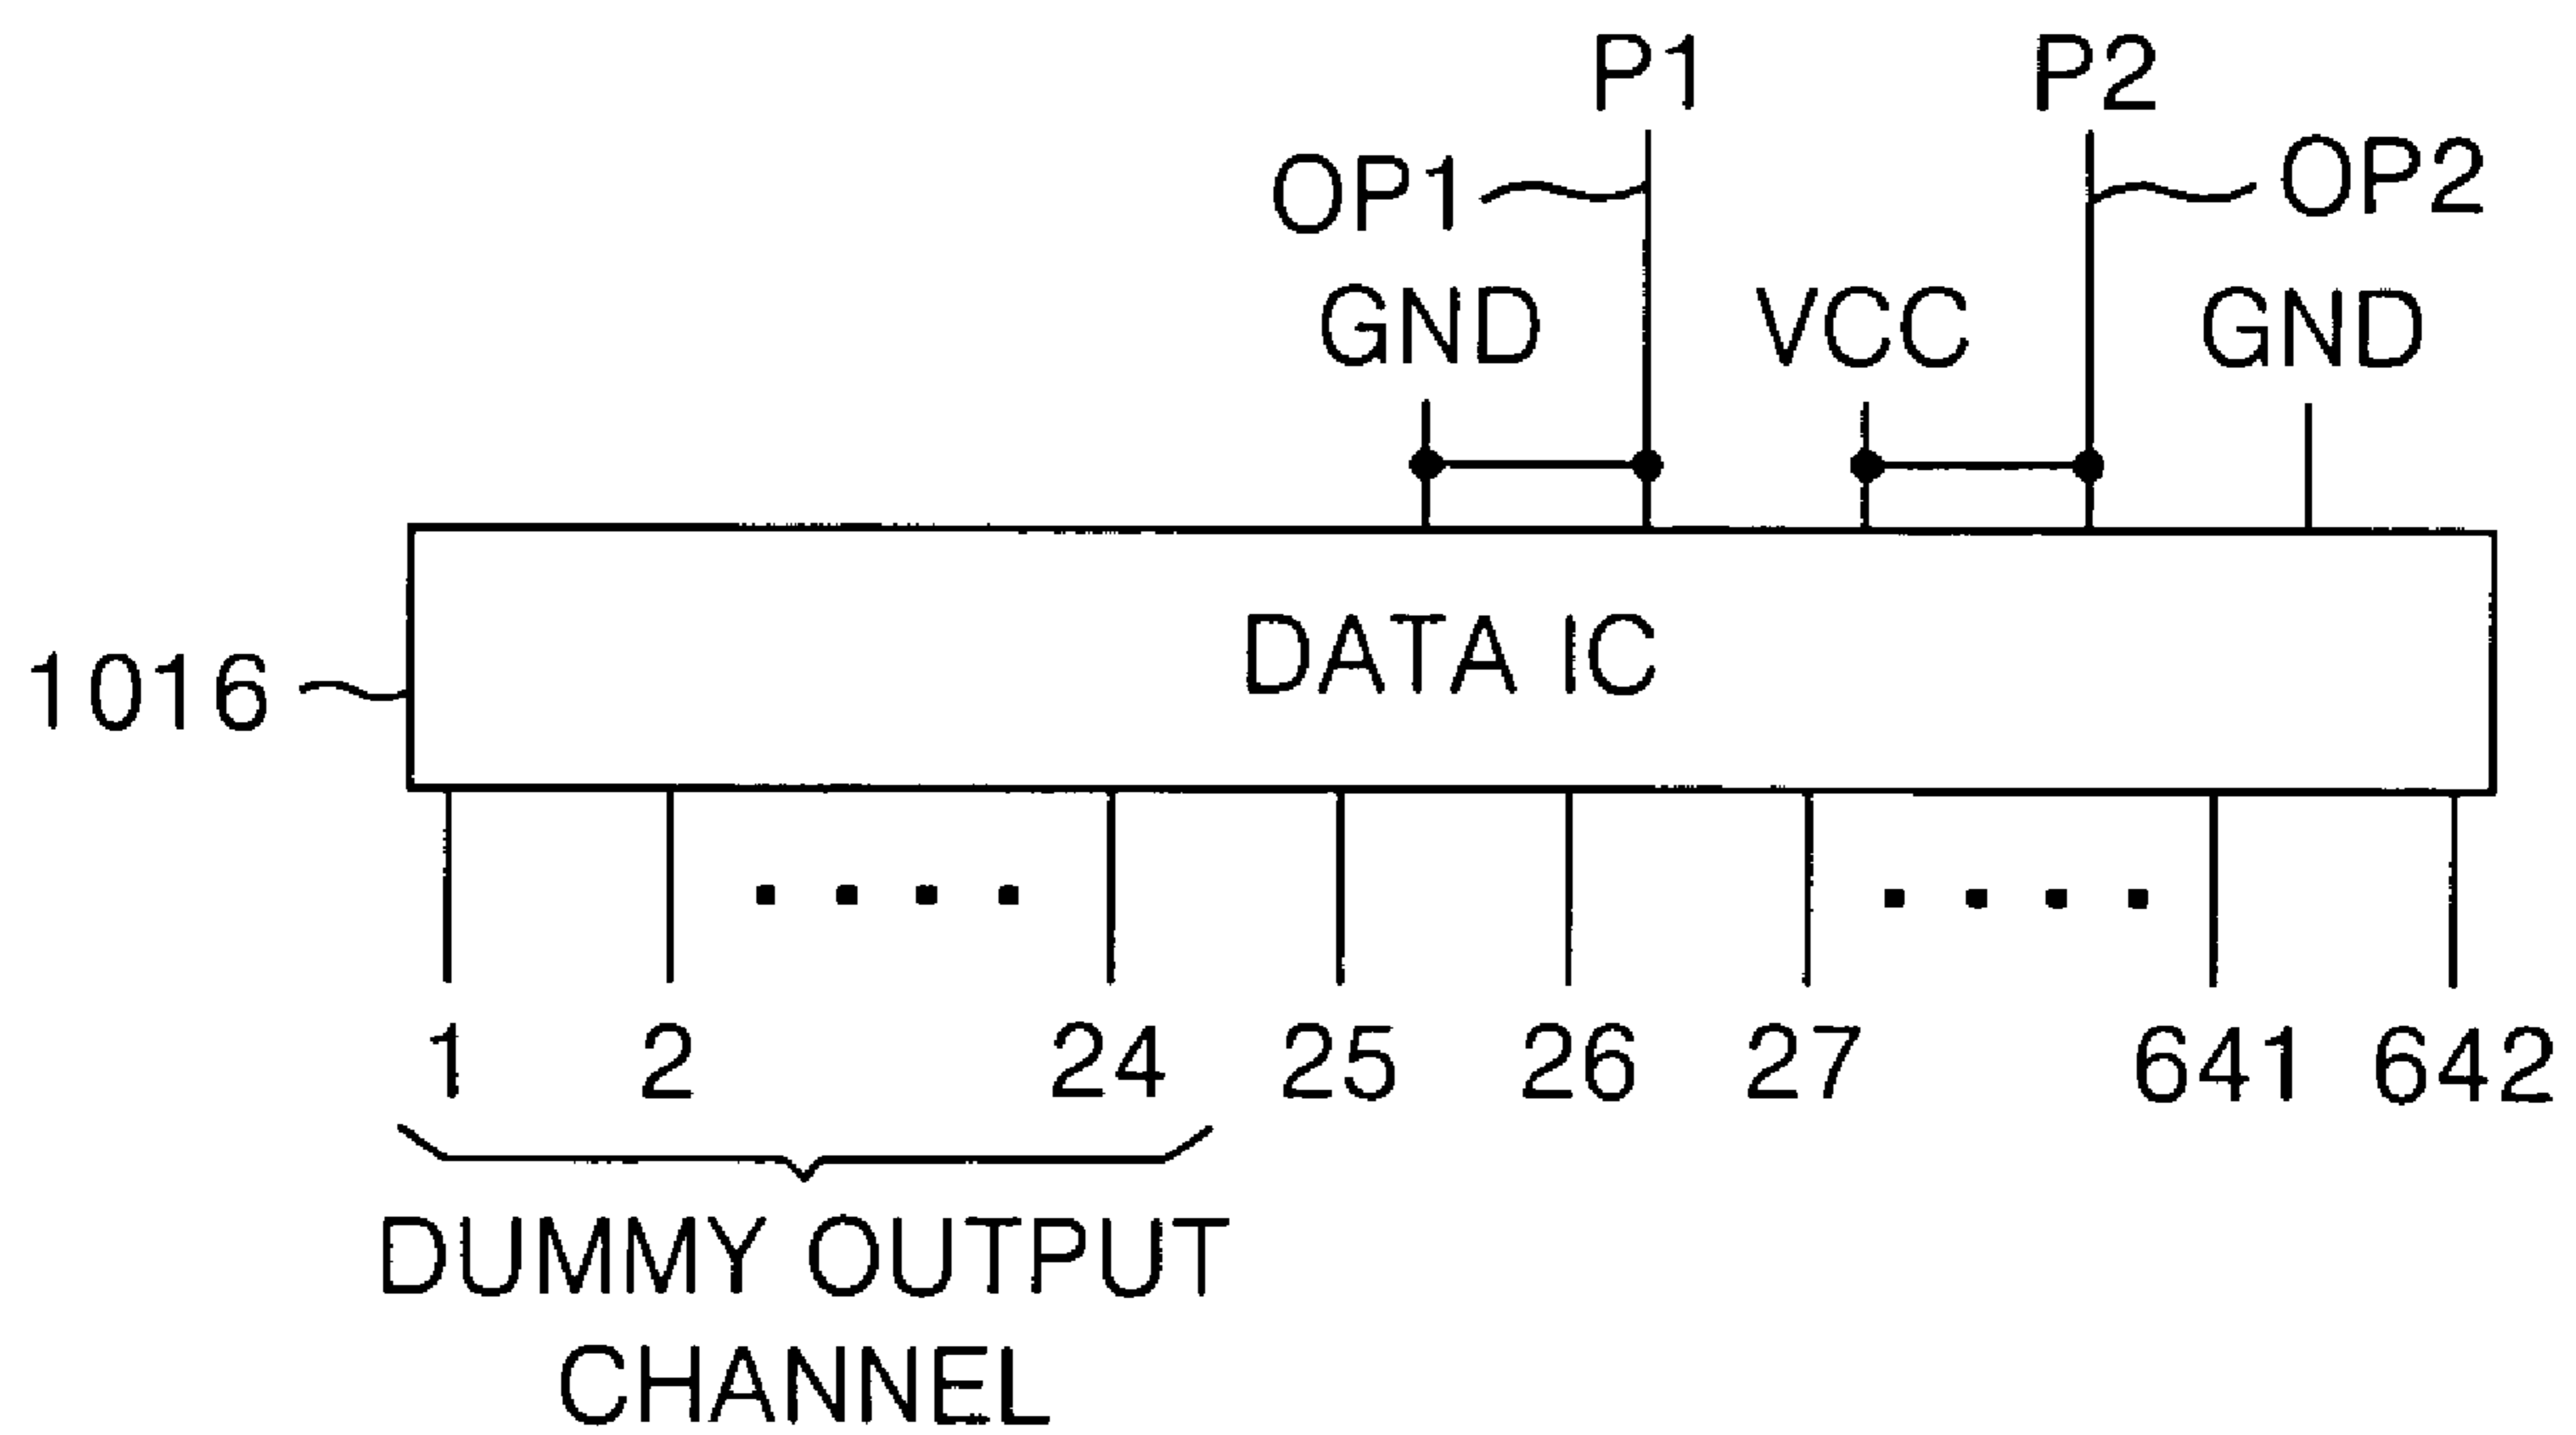 P1 P2
OP1 OP2
GND VCC GND
DATA IC
1016
1 2 24 25 26 27 641 642
DUMMY OUTPUT
CHANNEL